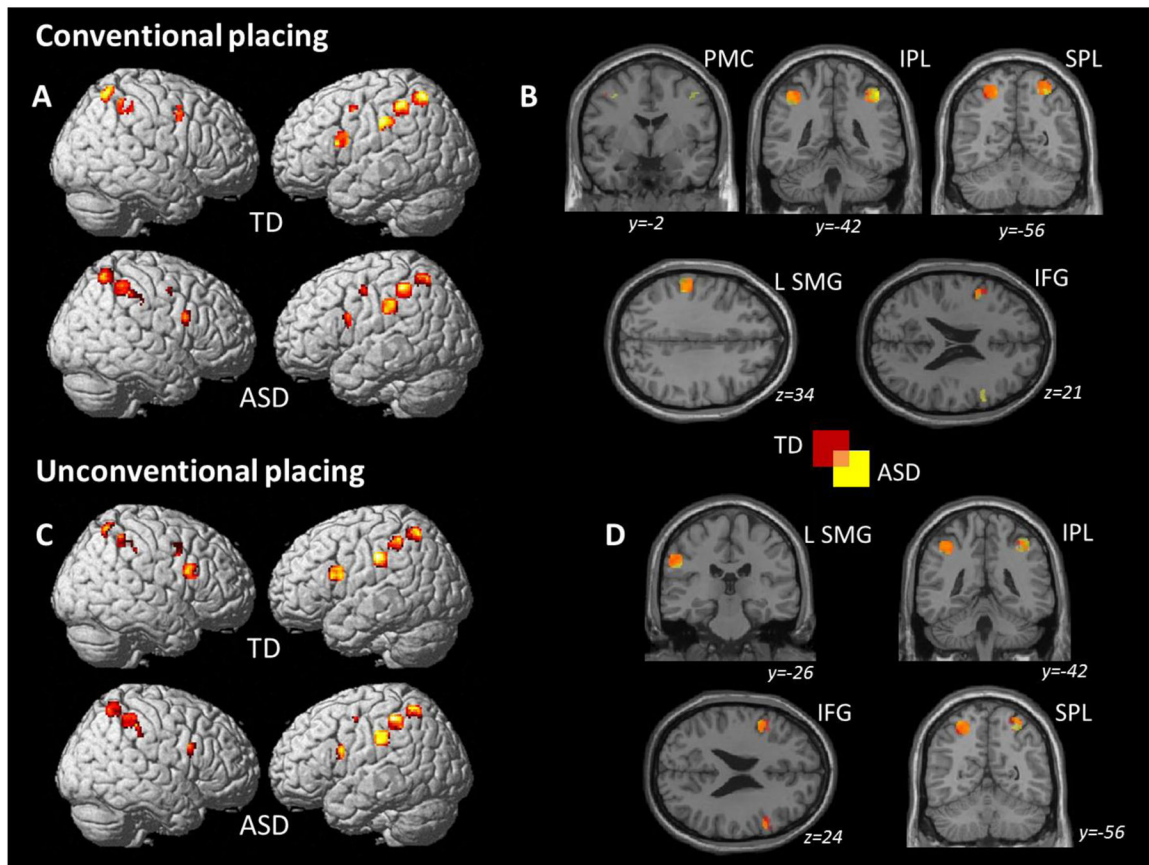 Conventional placing
A
TD
ASD
B
PMC
IPL
SPL
y=-2
y=-42
y=-56
L SMG
IFG
z=34
z=21
TD
ASD
Unconventional placing
C
TD
ASD
D
L SMG
IPL
y=-26
y=-42
IFG
SPL
z=24
y=-56